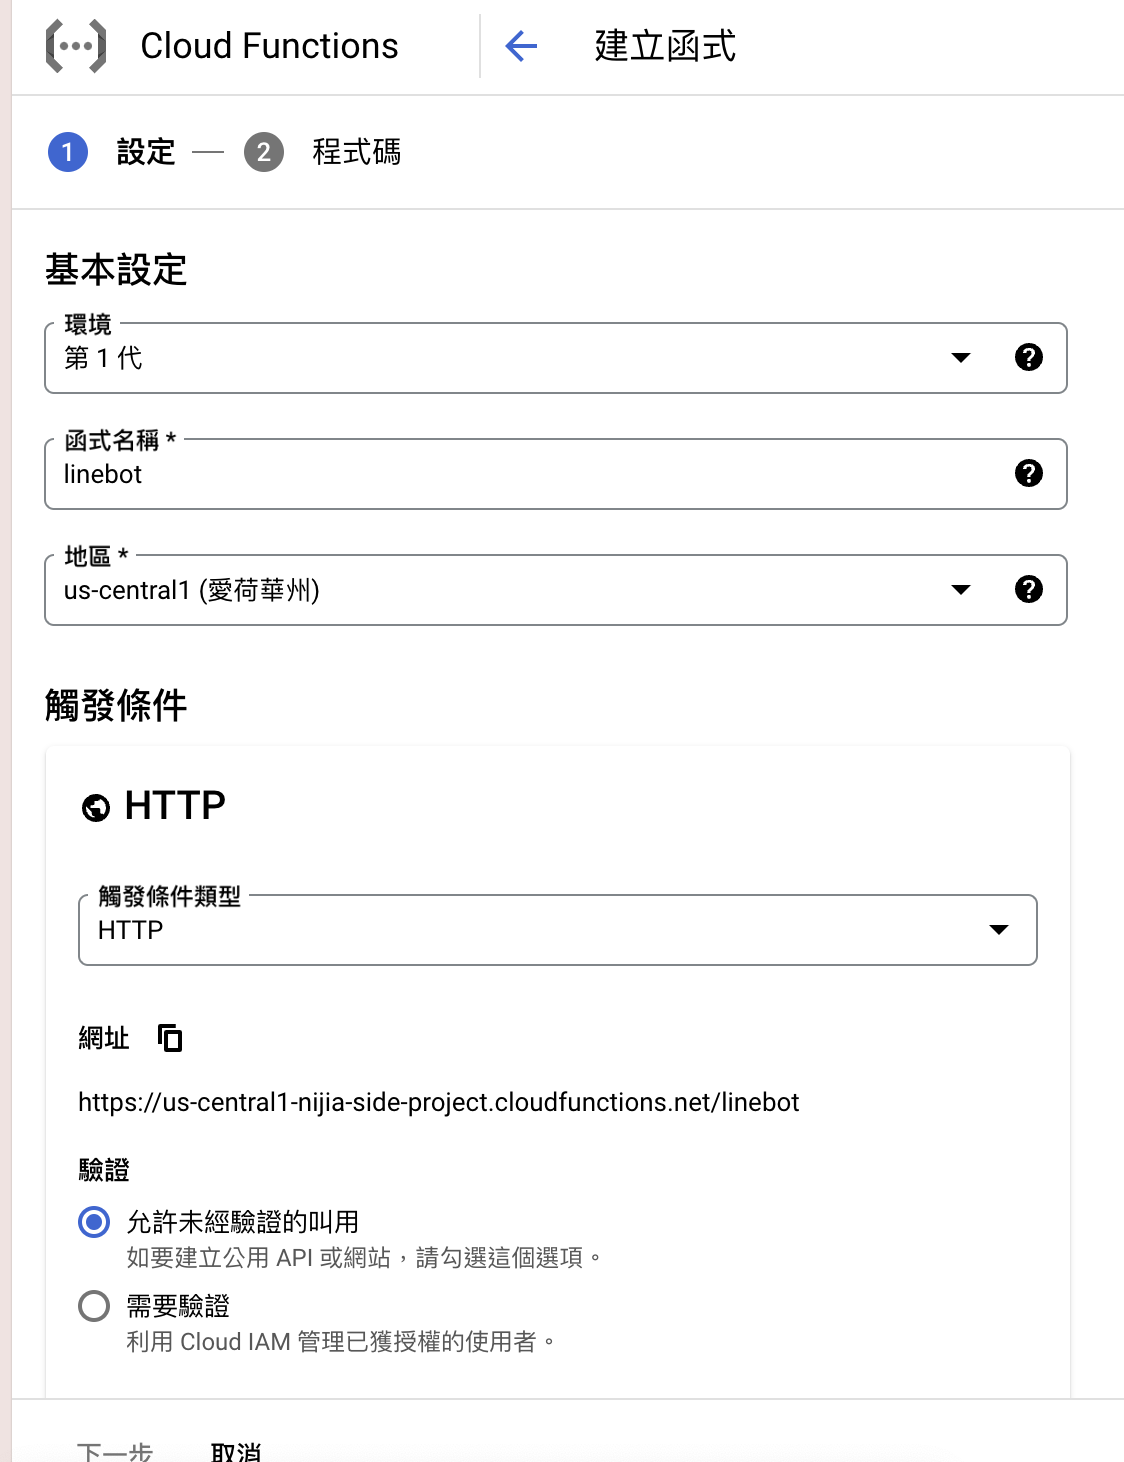 Cloud Functions
建立函式
1 設定 — 2 程式碼
基本設定
環境
第 1 代
函式名稱 *
linebot
地區 *
us-central1 (愛荷華州)
觸發條件
HTTP
觸發條件類型
HTTP
網址
https://us-central1-nijia-side-project.cloudfunctions.net/linebot
驗證
允許未經驗證的叫用
如要建立公用 API 或網站，請勾選這個選項。
需要驗證
利用 Cloud IAM 管理已獲授權的使用者。
下一步 取消